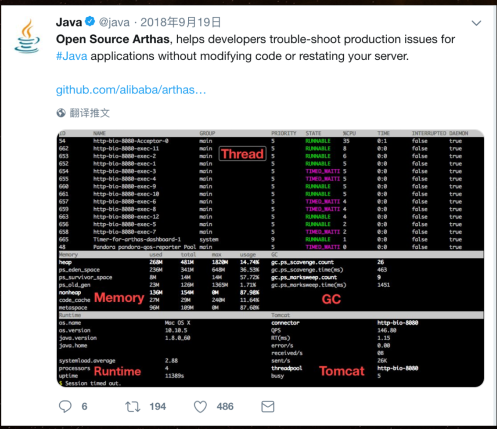 Java @java · 2018年9月19日
Open Source Arthas, helps developers trouble-shoot production issues for
#Java applications without modifying code or restating your server.
github.com/alibaba/arthas…
翻译推文
ID NAME GROUP PRIORITY STATE %CPU TIME INTERRUPTED DAEMON
54 http-bio-8080-Acceptor-0 main 5 RUNNABLE 35 0:1 false true
662 http-bio-8080-exec-11 main 5 RUNNABLE 8 0:0 false true
653 http-bio-8080-exec-2 main 5 RUNNABLE 6 0:0 false true
652 http-bio-8080-exec-1 main 5 RUNNABLE 5 0:0 false true
654 http-bio-8080-exec-3 main 5 TIMED_WAITI 5 0:0 false true
655 http-bio-8080-exec-4 main 5 TIMED_WAITI 5 0:0 false true
660 http-bio-8080-exec-9 main 5 RUNNABLE 5 0:0 false true
661 http-bio-8080-exec-10 main 5 RUNNABLE 5 0:0 false true
657 http-bio-8080-exec-6 main 5 TIMED_WAITI 4 0:0 false true
659 http-bio-8080-exec-8 main 5 TIMED_WAITI 4 0:0 false true
663 http-bio-8080-exec-12 main 5 RUNNABLE 4 0:0 false true
656 http-bio-8080-exec-5 main 5 RUNNABLE 2 0:0 false true
658 http-bio-8080-exec-7 main 5 TIMED_WAITI 2 0:0 false true
665 Timer-for-arthas-dashboard-1 system 9 RUNNABLE 1 0:0 false true
48 Pandora pandora-qos-reporter Pool main 5 TIMED_WAITI 0 0:0 false true
Thread
Memory used total max usage GC
heap 268M 481M 1820M 14.74% gc.ps_scavenge.count 26
ps_eden_space 236M 341M 648M 36.53% gc.ps_scavenge.time(ms) 463
ps_survivor_space 8M 14M 14M 57.72% gc.ps_marksweep.count 9
ps_old_gen 23M 126M 1365M 1.71% gc.ps_marksweep.time(ms) 1451
nonheap 136M 154M 0M 87.98%
code_cache 27M 29M 240M 11.64%
metaspace 96M 109M 0M 87.60%
Memory GC
Runtime Tomcat
os.name Mac OS X connector http-bio-8080
os.version 10.10.5 QPS 146.80
java.version 1.8.0_60 RT(ms) 1.15
java.home error/s 0.00
received/s 0B
systemload.average 2.88 sent/s 26K
processors 4 threadpool http-bio-8080
uptime 11389s busy 5
Runtime Tomcat
Session timed out.
6 194 486